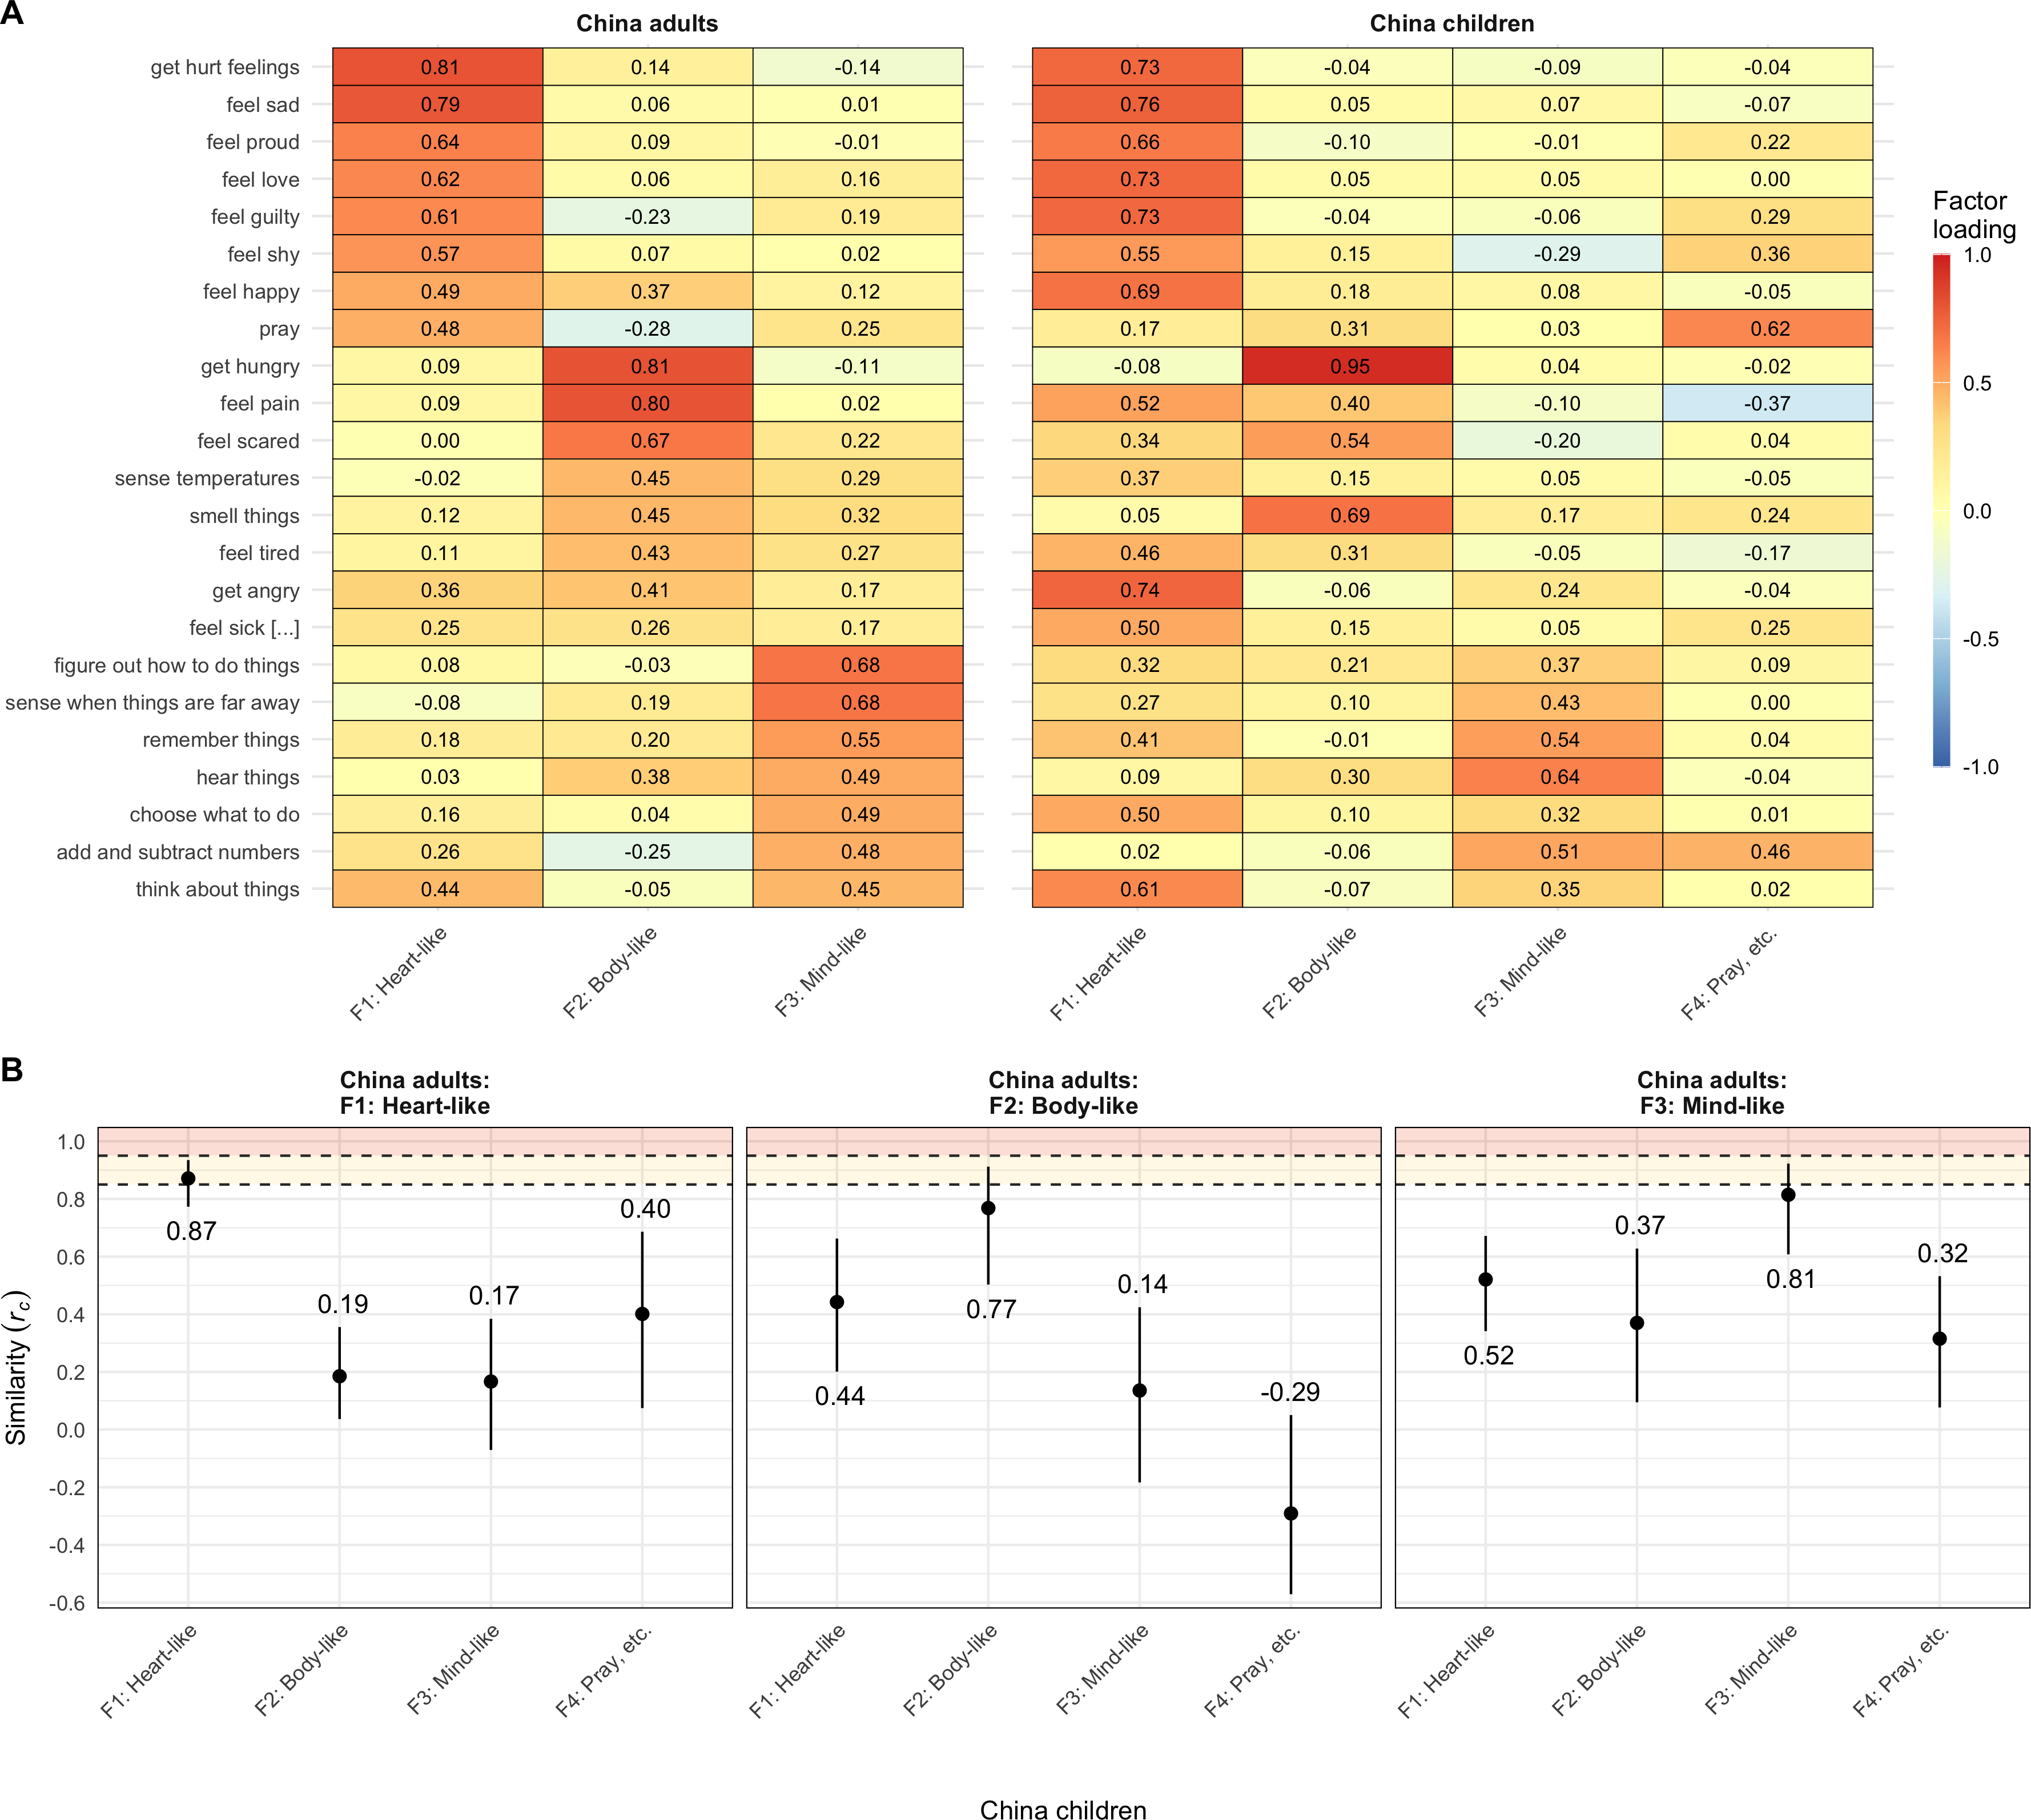 A
China adults China children
get hurt feelings 0.81 0.14 -0.14 0.73 -0.04 -0.09 -0.04
feel sad 0.79 0.06 0.01 0.76 0.05 0.07 -0.07
feel proud 0.64 0.09 -0.01 0.66 -0.10 -0.01 0.22
feel love 0.62 0.06 0.16 0.73 0.05 0.05 0.00
feel guilty 0.61 -0.23 0.19 0.73 -0.04 -0.06 0.29
feel shy 0.57 0.07 0.02 0.55 0.15 -0.29 0.36
feel happy 0.49 0.37 0.12 0.69 0.18 0.08 -0.05
pray 0.48 -0.28 0.25 0.17 0.31 0.03 0.62
get hungry 0.09 0.81 -0.11 -0.08 0.95 0.04 -0.02
feel pain 0.09 0.80 0.02 0.52 0.40 -0.10 -0.37
feel scared 0.00 0.67 0.22 0.34 0.54 -0.20 0.04
sense temperatures -0.02 0.45 0.29 0.37 0.15 0.05 -0.05
smell things 0.12 0.45 0.32 0.05 0.69 0.17 0.24
feel tired 0.11 0.43 0.27 0.46 0.31 -0.05 -0.17
get angry 0.36 0.41 0.17 0.74 -0.06 0.24 -0.04
feel sick [...] 0.25 0.26 0.17 0.50 0.15 0.05 0.25
figure out how to do things 0.08 -0.03 0.68 0.32 0.21 0.37 0.09
sense when things are far away -0.08 0.19 0.68 0.27 0.10 0.43 0.00
remember things 0.18 0.20 0.55 0.41 -0.01 0.54 0.04
hear things 0.03 0.38 0.49 0.09 0.30 0.64 -0.04
choose what to do 0.16 0.04 0.49 0.50 0.10 0.32 0.01
add and subtract numbers 0.26 -0.25 0.48 0.02 -0.06 0.51 0.46
think about things 0.44 -0.05 0.45 0.61 -0.07 0.35 0.02
F1: Heart-like F2: Body-like F3: Mind-like F1: Heart-like F2: Body-like F3: Mind-like F4: Pray, etc.
Factor
loading
1.0
0.5
0.0
-0.5
-1.0
B
China adults:
F1: Heart-like
China adults:
F2: Body-like
China adults:
F3: Mind-like
Similarity (rc)
1.0
0.8
0.6
0.4
0.2
0.0
-0.2
-0.4
-0.6
0.87 0.19 0.17 0.40
0.44 0.77 0.14 -0.29
0.52 0.37 0.81 0.32
F1: Heart-like F2: Body-like F3: Mind-like F4: Pray, etc. F1: Heart-like F2: Body-like F3: Mind-like F4: Pray, etc. F1: Heart-like F2: Body-like F3: Mind-like F4: Pray, etc.
China children